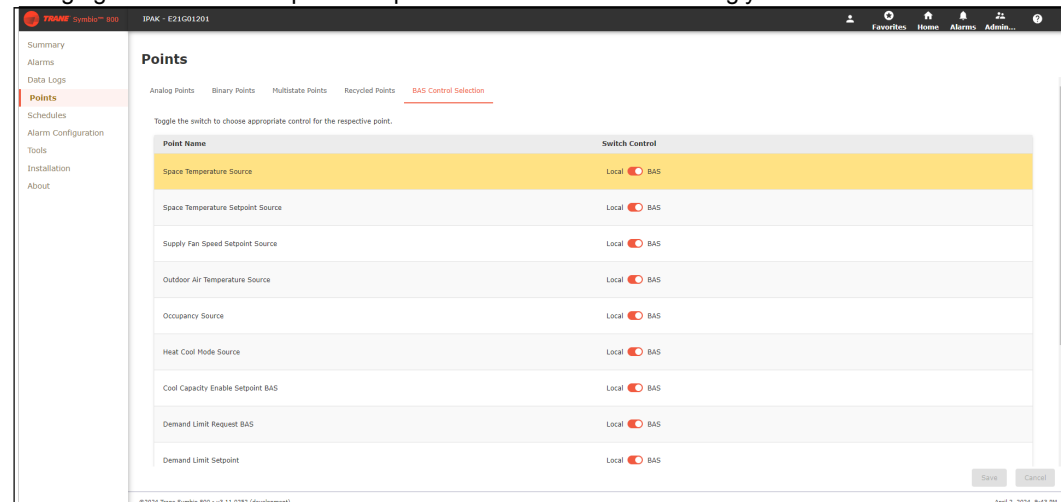 TRANE Symbio™ 800 IPAK - E21G01201 Favorites Home Alarms Admin...
Summary
Alarms
Data Logs
Points
Schedules
Alarm Configuration
Tools
Installation
About
Points
Analog Points Binary Points Multistate Points Recycled Points BAS Control Selection
Toggle the switch to choose appropriate control for the respective point.
Point Name Switch Control
Space Temperature Source Local BAS
Space Temperature Setpoint Source Local BAS
Supply Fan Speed Setpoint Source Local BAS
Outdoor Air Temperature Source Local BAS
Occupancy Source Local BAS
Heat Cool Mode Source Local BAS
Cool Capacity Enable Setpoint BAS Local BAS
Demand Limit Request BAS Local BAS
Demand Limit Setpoint Local BAS
Save Cancel